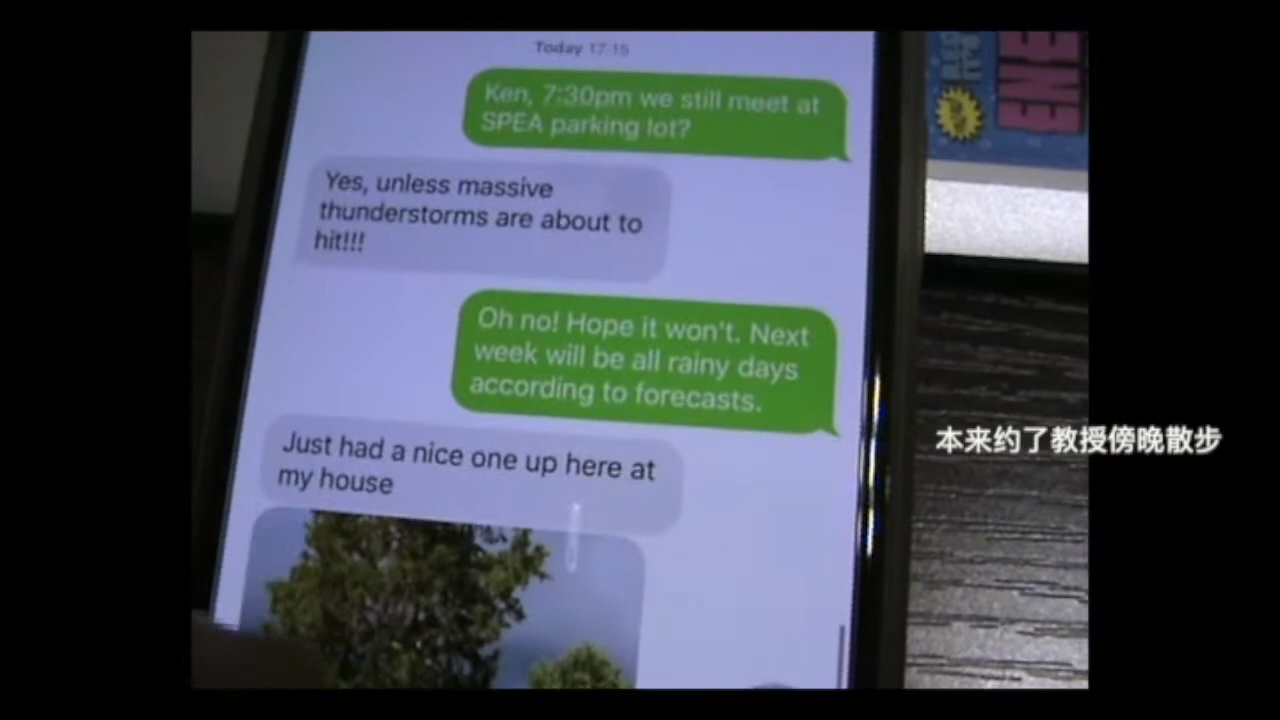 Today 17:15
Ken, 7:30pm we still meet at
SPEA parking lot?
Yes, unless massive
thunderstorms are about to
hit!!!
Oh no! Hope it won't. Next
week will be all rainy days
according to forecasts.
Just had a nice one up here at
my house
本来约了教授傍晚散步